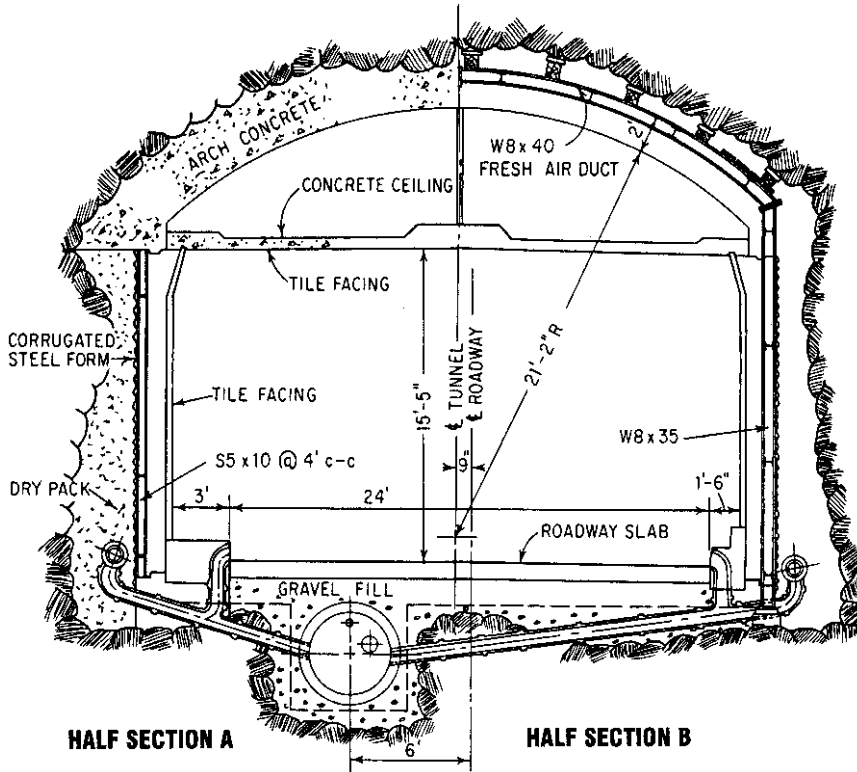 ARCH CONCRETE
W8 x 40
FRESH AIR DUCT
2'
CONCRETE CEILING
TILE FACING
CORRUGATED
STEEL FORM
TILE FACING
15'-5"
℄ TUNNEL
℄ ROADWAY
21'-2" R
W8 x 35
S5 x 10 @ 4' c-c
9"
DRY PACK
3'
24'
1'-6"
ROADWAY SLAB
GRAVEL FILL
HALF SECTION A
HALF SECTION B
6'